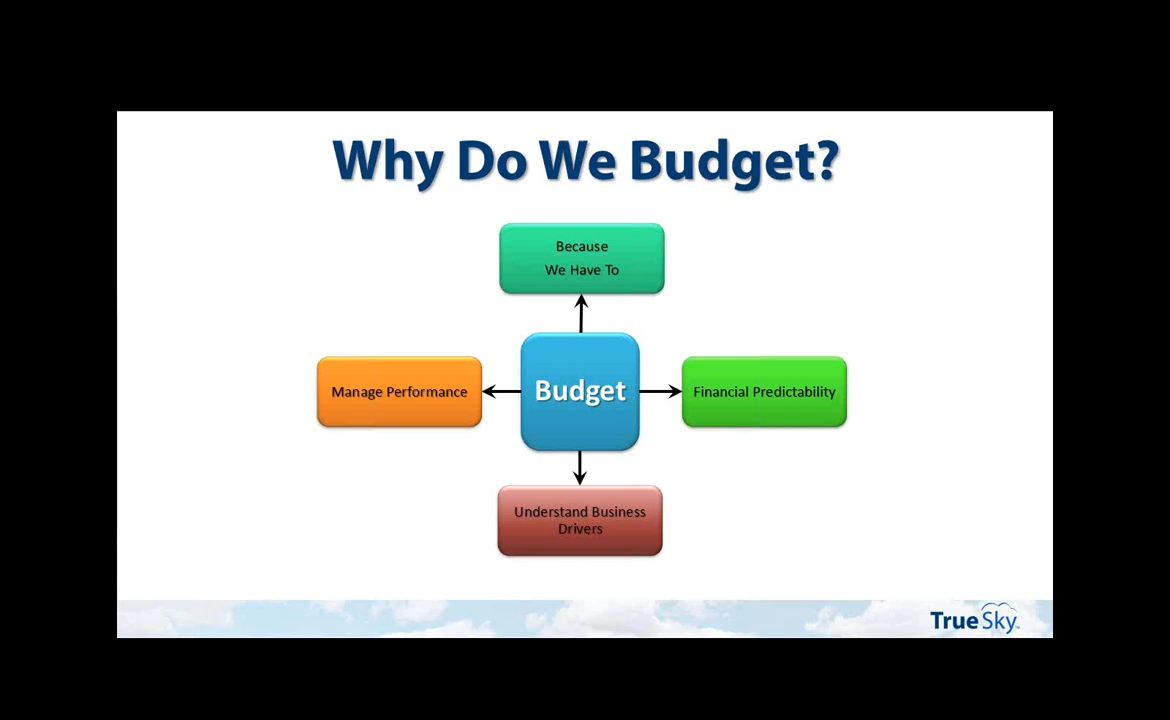 Why Do We Budget?
Because
We Have To
Manage Performance
Budget
Financial Predictability
Understand Business
Drivers
TrueSky